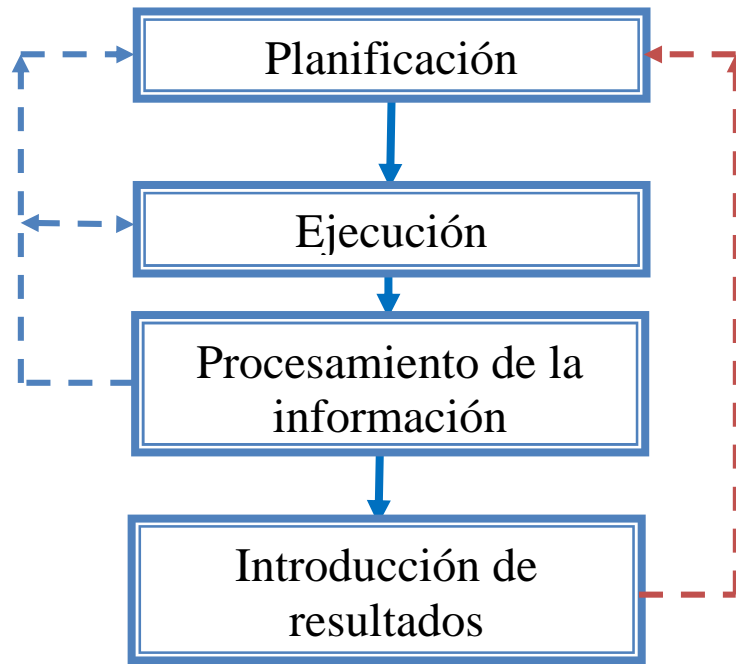 Planificación
Ejecución
Procesamiento de la
información
Introducción de
resultados